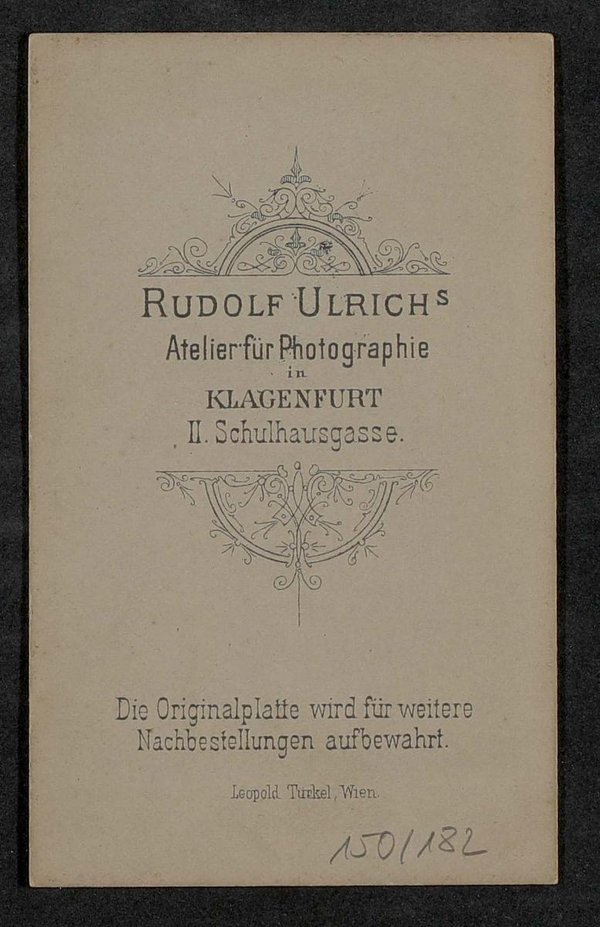 RUDOLF ULRICHS
Atelier für Photographie
in
KLAGENFURT
II. Schulhausgasse.
Die Originalplatte wird für weitere
Nachbestellungen aufbewahrt.
Leopold Türkel, Wien.
150/182